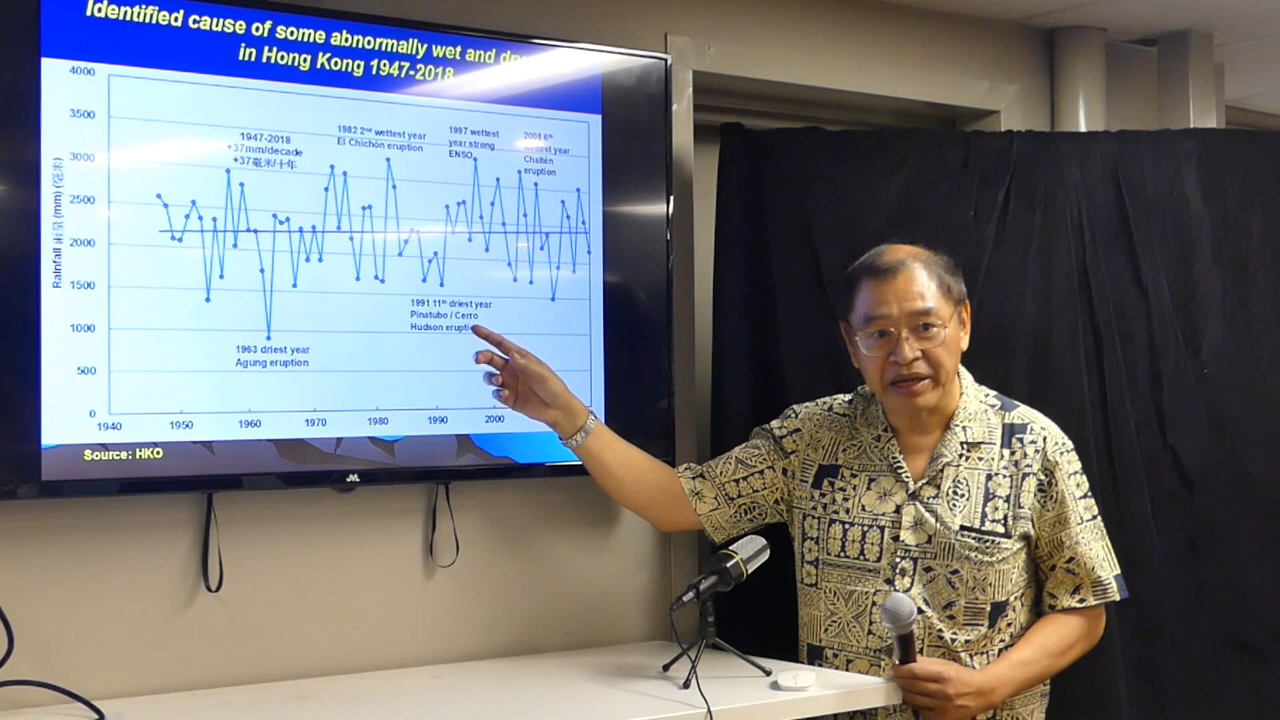 Identified cause of some abnormally wet and
in Hong Kong 1947-2018
4000
3500
3000
2500
2000
1500
1000
500
0
Rainfall 雨量 (mm) (毫米)
1947-2018
+37mm/decade
+37毫米/十年
1982 2nd wettest year
El Chichón eruption
1997 wettest
year strong
ENSO
2008 6th
wettest year
Chaitén
eruption
1991 11th driest year
Pinatubo / Cerro
Hudson
1963 driest year
Agung eruption
1940
1950
1960
1970
1980
1990
2000
Source: HKO
JVL